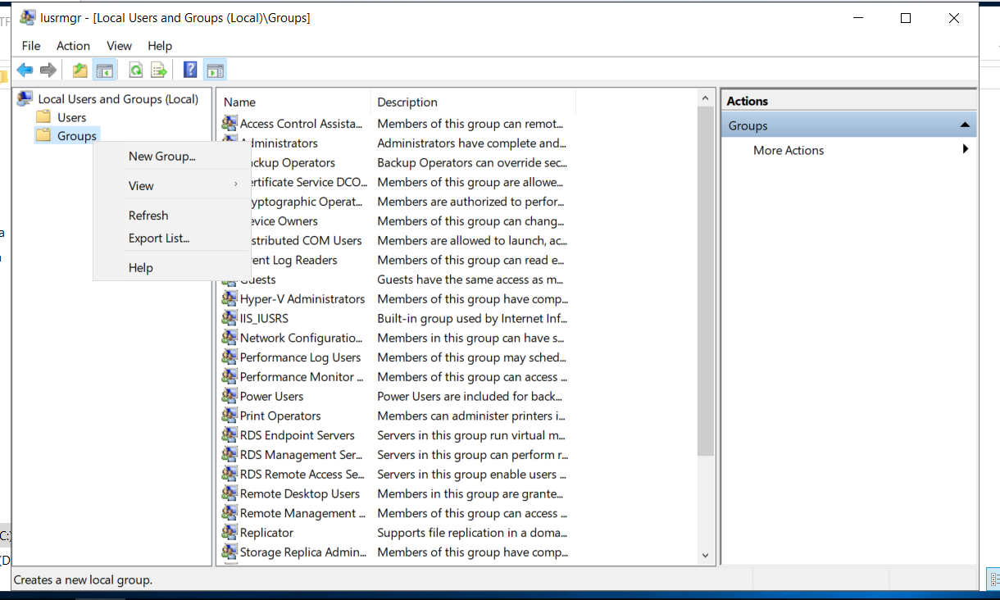 lusrmgr - [Local Users and Groups (Local)\Groups]
File Action View Help
Local Users and Groups (Local)
Users
Groups
New Group...
View
Refresh
Export List...
Help
Name Description
Access Control Assista... Members of this group can remot...
Administrators Administrators have complete and...
ackup Operators Backup Operators can override sec...
ertificate Service DCO... Members of this group are allowe...
yptographic Operat... Members are authorized to perfor...
evice Owners Members of this group can chang...
istributed COM Users Members are allowed to launch, ac...
ent Log Readers Members of this group can read e...
Guests Guests have the same access as m...
Hyper-V Administrators Members of this group have comp...
IIS_IUSRS Built-in group used by Internet Inf...
Network Configuratio... Members in this group can have s...
Performance Log Users Members of this group may sched...
Performance Monitor ... Members of this group can access ...
Power Users Power Users are included for back...
Print Operators Members can administer printers i...
RDS Endpoint Servers Servers in this group run virtual m...
RDS Management Ser... Servers in this group can perform r...
RDS Remote Access Se... Servers in this group enable users ...
Remote Desktop Users Members in this group are grante...
Remote Management ... Members of this group can access ...
Replicator Supports file replication in a doma...
Storage Replica Admin... Members of this group have comp...
Actions
Groups
More Actions
Creates a new local group.